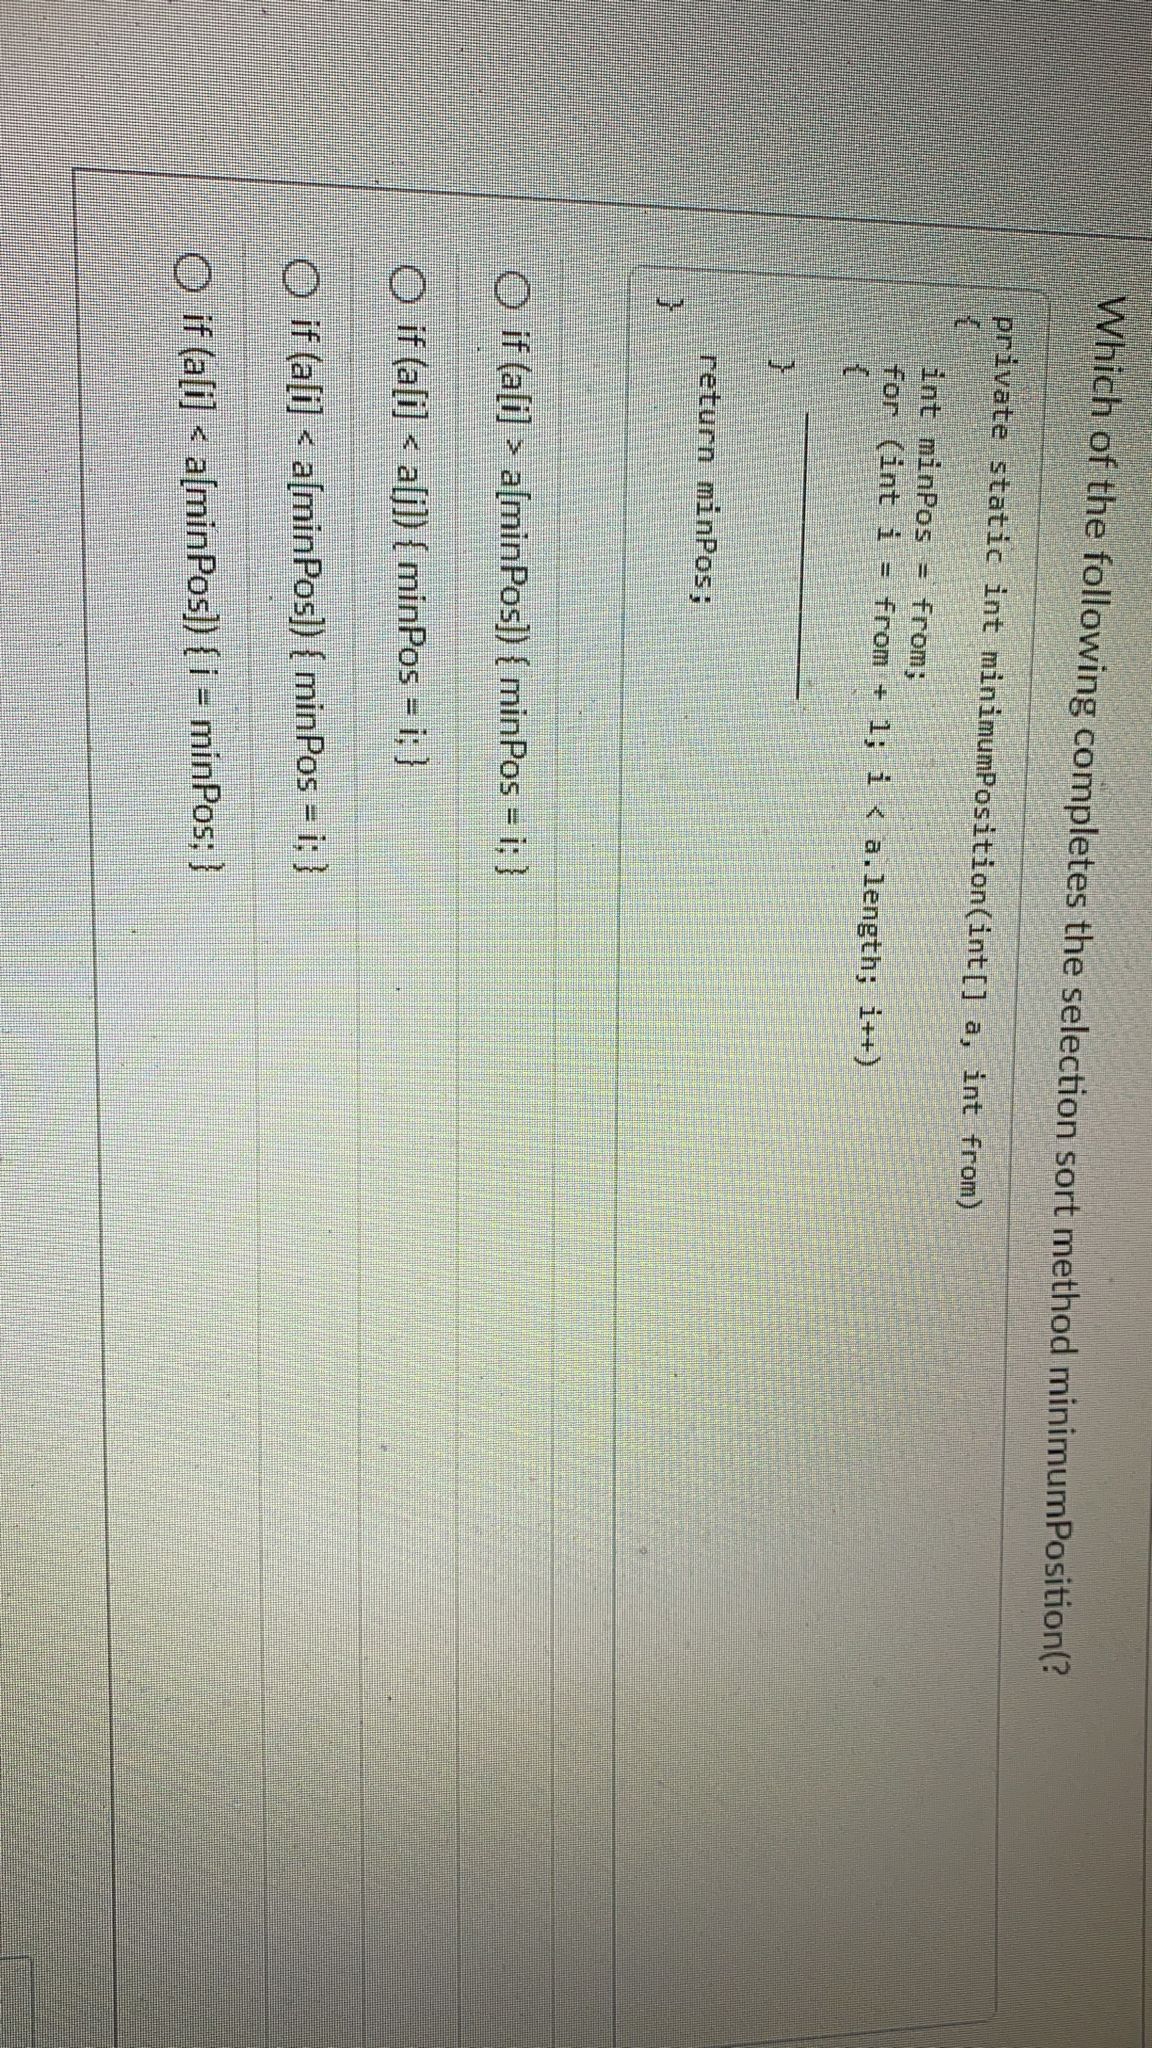 Which of the following completes the selection sort method minimumPosition(?
private static int minimumPosition(int[] a, int from)
{
int minPos = from;
for (int i = from + 1; i < a.length; i++)
{
____________________
}
return minPos;
}
if (a[i] > a[minPos]) { minPos = i; }
if (a[i] < a[j]) { minPos = i; }
if (a[i] < a[minPos]) { minPos = i; }
if (a[i] < a[minPos]) { i = minPos; }